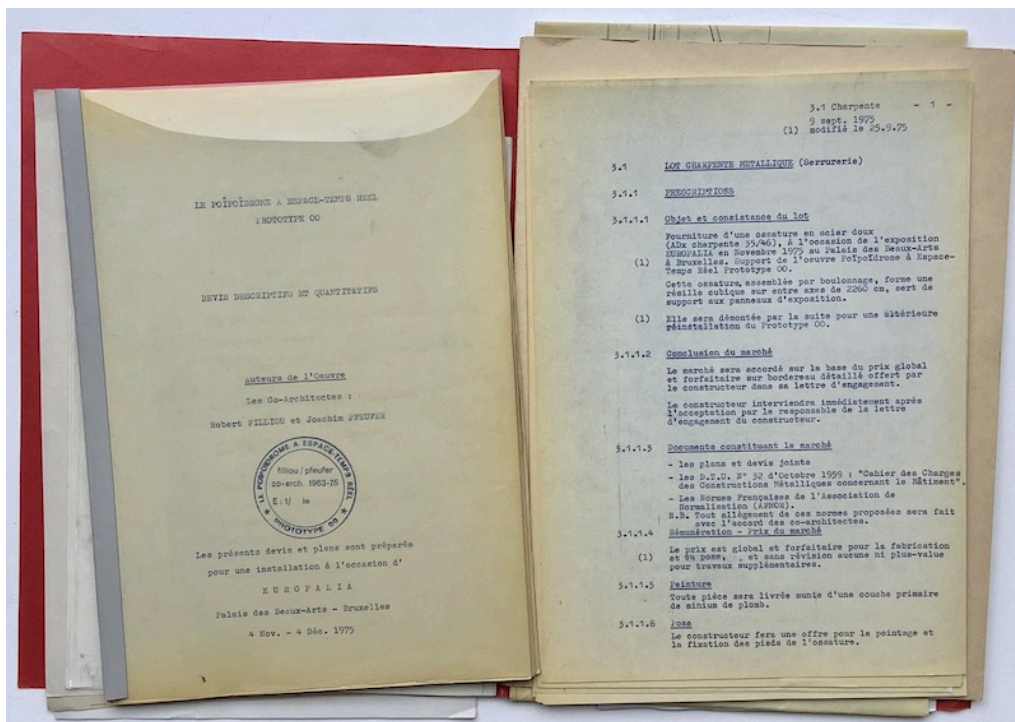 LE POÏPOÏDROME A ESPACE-TEMPS REEL
PROTOTYPE OO
DEVIS DESCRIPTIFS ET QUANTITATIFS
Auteurs de l'Oeuvre
Les Co-Architectes :
Robert FILLIOU et Joachim PFEUFER
LE POÏPOÏDROME A ESPACE-TEMPS RÉEL
filliou / pfeufer
co-arch. 1963-75
E: t/ le
★ PROTOTYPE 00 ★
Les présents devis et plans sont préparés
pour une installation à l'occasion d'
E U R O P A L I A
Palais des Beaux-Arts - Bruxelles
4 Nov. - 4 Déc. 1975
3.1 Charpente - 1 -
9 sept. 1975
(1) modifié le 25.9.75
3.1 LOT CHARPENTE METALLIQUE (Serrurerie)
3.1.1 PRESCRIPTIONS
3.1.1.1 Objet et consistance du lot
Fourniture d'une ossature en acier doux
(ADx charpente 35/46), à l'occasion de l'exposition
EUROPALIA en Novembre 1975 au Palais des Beaux-Arts
(1) à Bruxelles. Support de l'oeuvre Poïpoïdrome à Espace-
Temps Réel Prototype OO.
Cette ossature, assemblée par boulonnage, forme une
résille cubique sur entre axes de 2260 cm, sert de
support aux panneaux d'exposition.
(1) Elle sera démontée par la suite pour une ultérieure
réinstallation du Prototype OO.
3.1.1.2 Conclusion du marché
Le marché sera accordé sur la base du prix global
et forfaitaire sur bordereau détaillé offert par
le constructeur dans sa lettre d'engagement.
Le constructeur interviendra immédiatement après
l'acceptation par le responsable de la lettre
d'engagement du constructeur.
3.1.1.3 Documents constituant le marché
- les plans et devis joints
- les D.T.U. N° 32 d'Octobre 1959 : "Cahier des Charges
des Constructions Métalliques concernant le Bâtiment".
- Les Normes Françaises de l'Association de
Normalisation (AFNOR).
N.B. Tout allègement de ces normes proposées sera fait
avec l'accord des co-architectes.
3.1.1.4 Rémunération - Prix du marché
Le prix est global et forfaitaire pour la fabrication
(1) et du pose, , et sans révision aucune ni plus-value
pour travaux supplémentaires.
3.1.1.5 Peinture
Toute pièce sera livrée munie d'une couche primaire
de minium de plomb.
3.1.1.6 Pose
Le constructeur fera une offre pour le pointage et
la fixation des pieds de l'ossature.